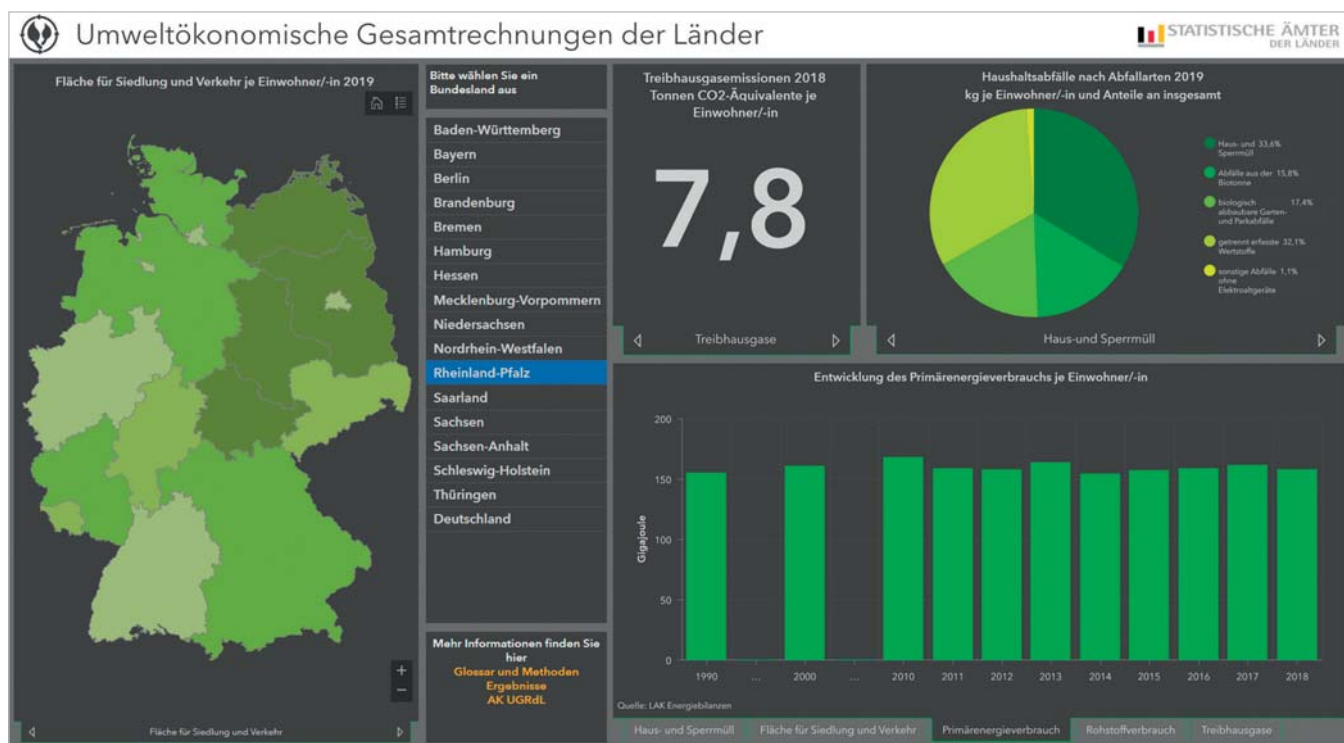 Umweltökonomische Gesamtrechnungen der Länder
STATISTISCHE ÄMTER
DER LÄNDER
Fläche für Siedlung und Verkehr je Einwohner/-in 2019
Fläche für Siedlung und Verkehr
Bitte wählen Sie ein
Bundesland aus
Baden-Württemberg
Bayern
Berlin
Brandenburg
Bremen
Hamburg
Hessen
Mecklenburg-Vorpommern
Niedersachsen
Nordrhein-Westfalen
Rheinland-Pfalz
Saarland
Sachsen
Sachsen-Anhalt
Schleswig-Holstein
Thüringen
Deutschland
Mehr Informationen finden Sie
hier
Glossar und Methoden
Ergebnisse
AK UGRdL
Treibhausgasemissionen 2018
Tonnen CO2-Äquivalente je
Einwohner/-in
7,8
Treibhausgase
Haushaltsabfälle nach Abfallarten 2019
kg je Einwohner/-in und Anteile an insgesamt
Haus- und 33,6%
Sperrmüll
Abfälle aus der 15,8%
Biotonne
biologisch 17,4%
abbaubare Garten-
und Parkabfälle
getrennt erfasste 32,1%
Wertstoffe
sonstige Abfälle 1,1%
ohne
Elektroaltgeräte
Haus-und Sperrmüll
Entwicklung des Primärenergieverbrauchs je Einwohner/-in
Gigajoule
200
150
100
50
0
1990 ... 2000 ... 2010 2011 2012 2013 2014 2015 2016 2017 2018
Quelle: LAK Energiebilanzen
Haus- und Sperrmüll Fläche für Siedlung und Verkehr Primärenergieverbrauch Rohstoffverbrauch Treibhausgase